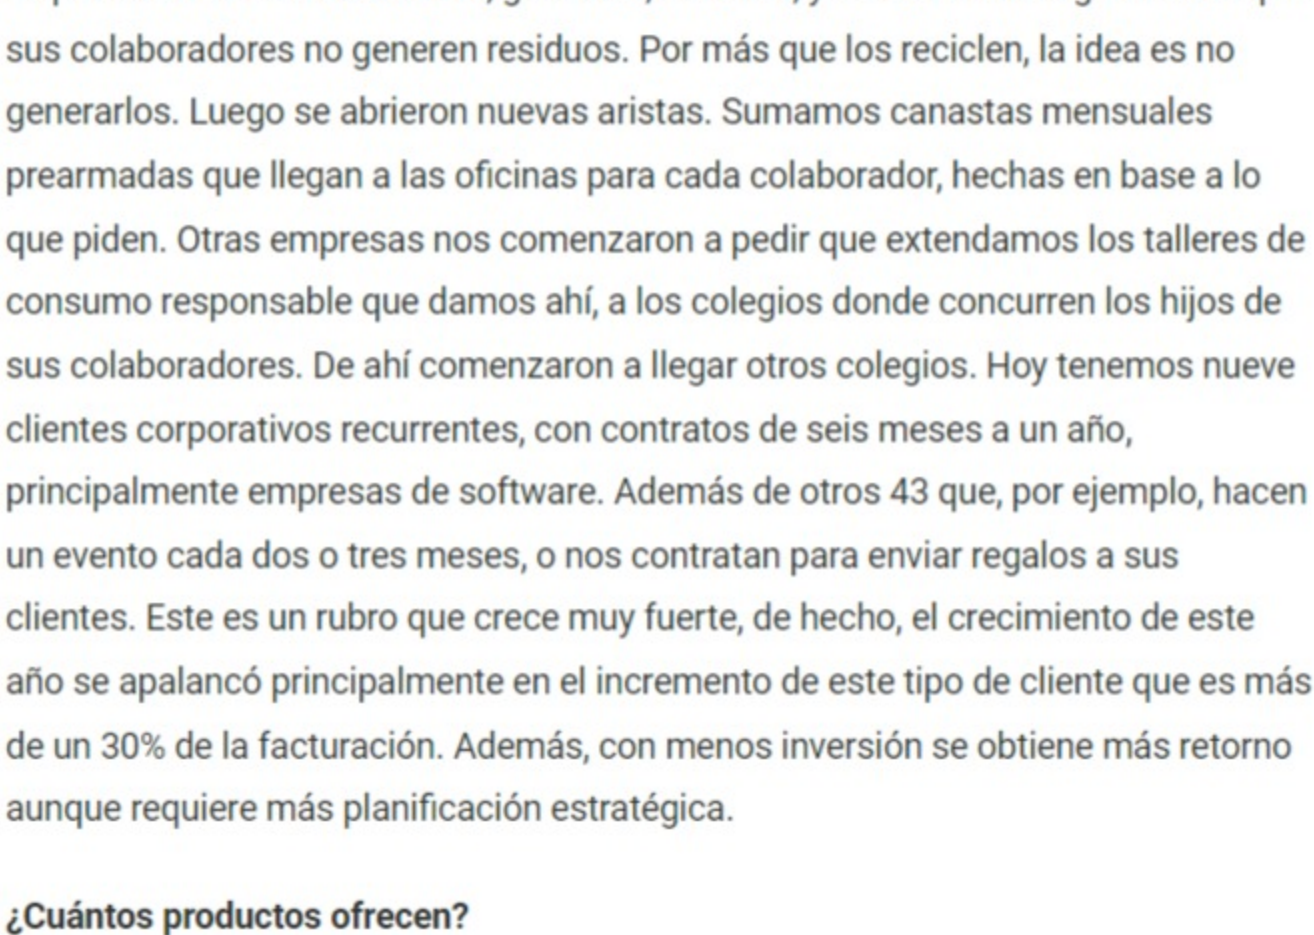 sus colaboradores no generen residuos. Por más que los reciclen, la idea es no
generarlos. Luego se abrieron nuevas aristas. Sumamos canastas mensuales
prearmadas que llegan a las oficinas para cada colaborador, hechas en base a lo
que piden. Otras empresas nos comenzaron a pedir que extendamos los talleres de
consumo responsable que damos ahí, a los colegios donde concurren los hijos de
sus colaboradores. De ahí comenzaron a llegar otros colegios. Hoy tenemos nueve
clientes corporativos recurrentes, con contratos de seis meses a un año,
principalmente empresas de software. Además de otros 43 que, por ejemplo, hacen
un evento cada dos o tres meses, o nos contratan para enviar regalos a sus
clientes. Este es un rubro que crece muy fuerte, de hecho, el crecimiento de este
año se apalancó principalmente en el incremento de este tipo de cliente que es más
de un 30% de la facturación. Además, con menos inversión se obtiene más retorno
aunque requiere más planificación estratégica.
¿Cuántos productos ofrecen?